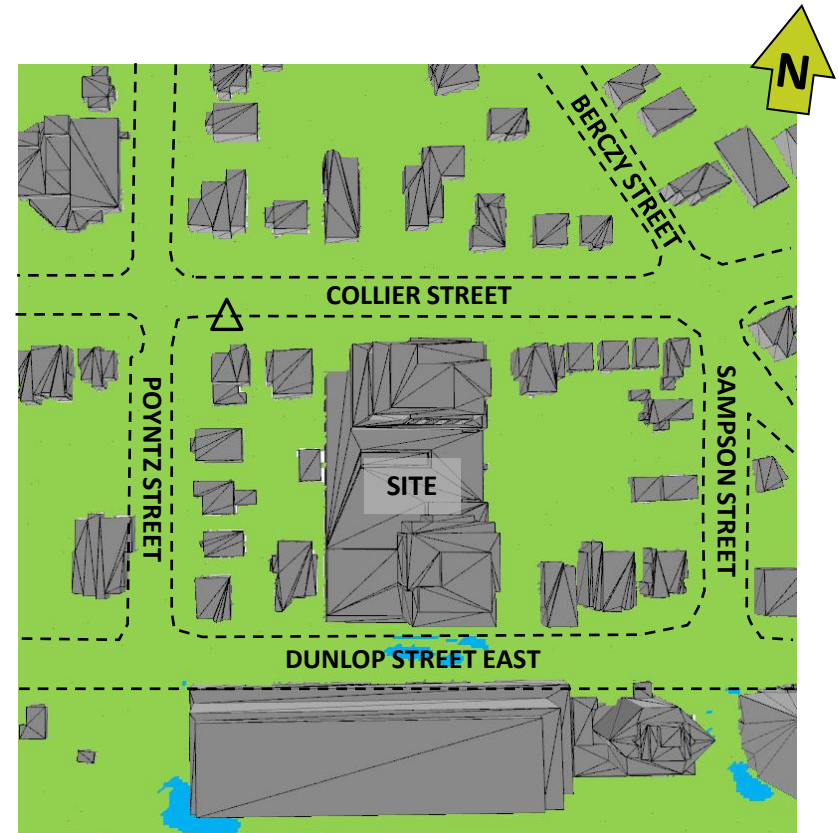 N
BERCZY STREET
COLLIER STREET
POYNTZ STREET
SAMPSON STREET
SITE
DUNLOP STREET EAST